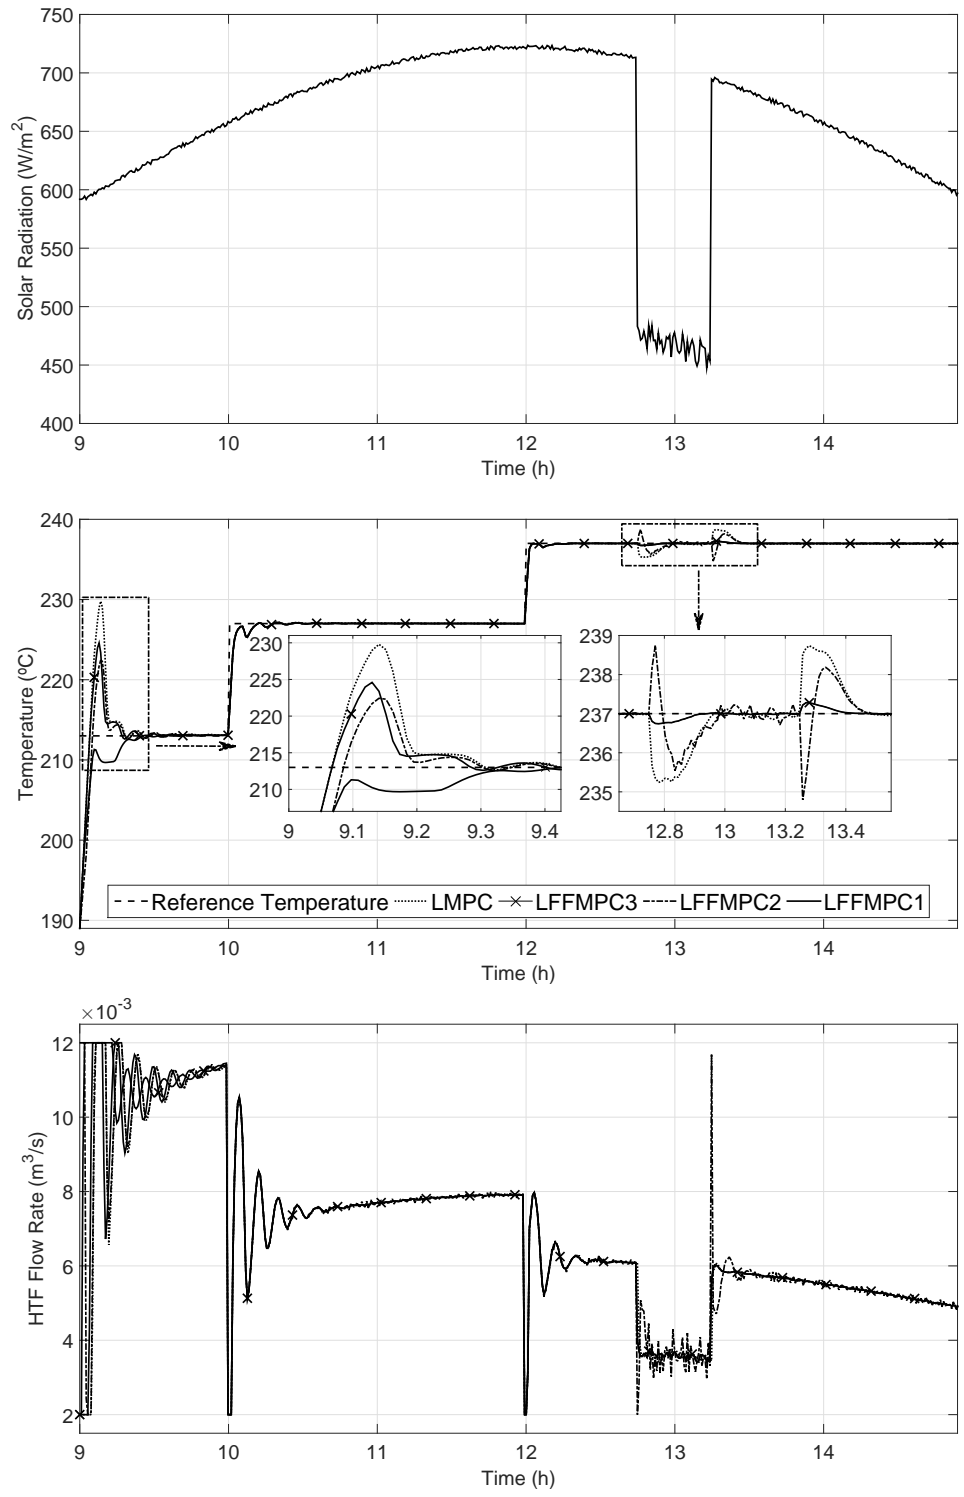 750
700
650
600
550
500
450
400
Solar Radiation (W/m²)
9 10 11 12 13 14
Time (h)
240
230
220
210
200
190
Temperature (ºC)
230
225
220
215
210
9 9.1 9.2 9.3 9.4
239
238
237
236
235
12.8 13 13.2 13.4
Reference Temperature LMPC LFFMPC3 LFFMPC2 LFFMPC1
9 10 11 12 13 14
Time (h)
×10⁻³
12
10
8
6
4
2
HTF Flow Rate (m³/s)
9 10 11 12 13 14
Time (h)